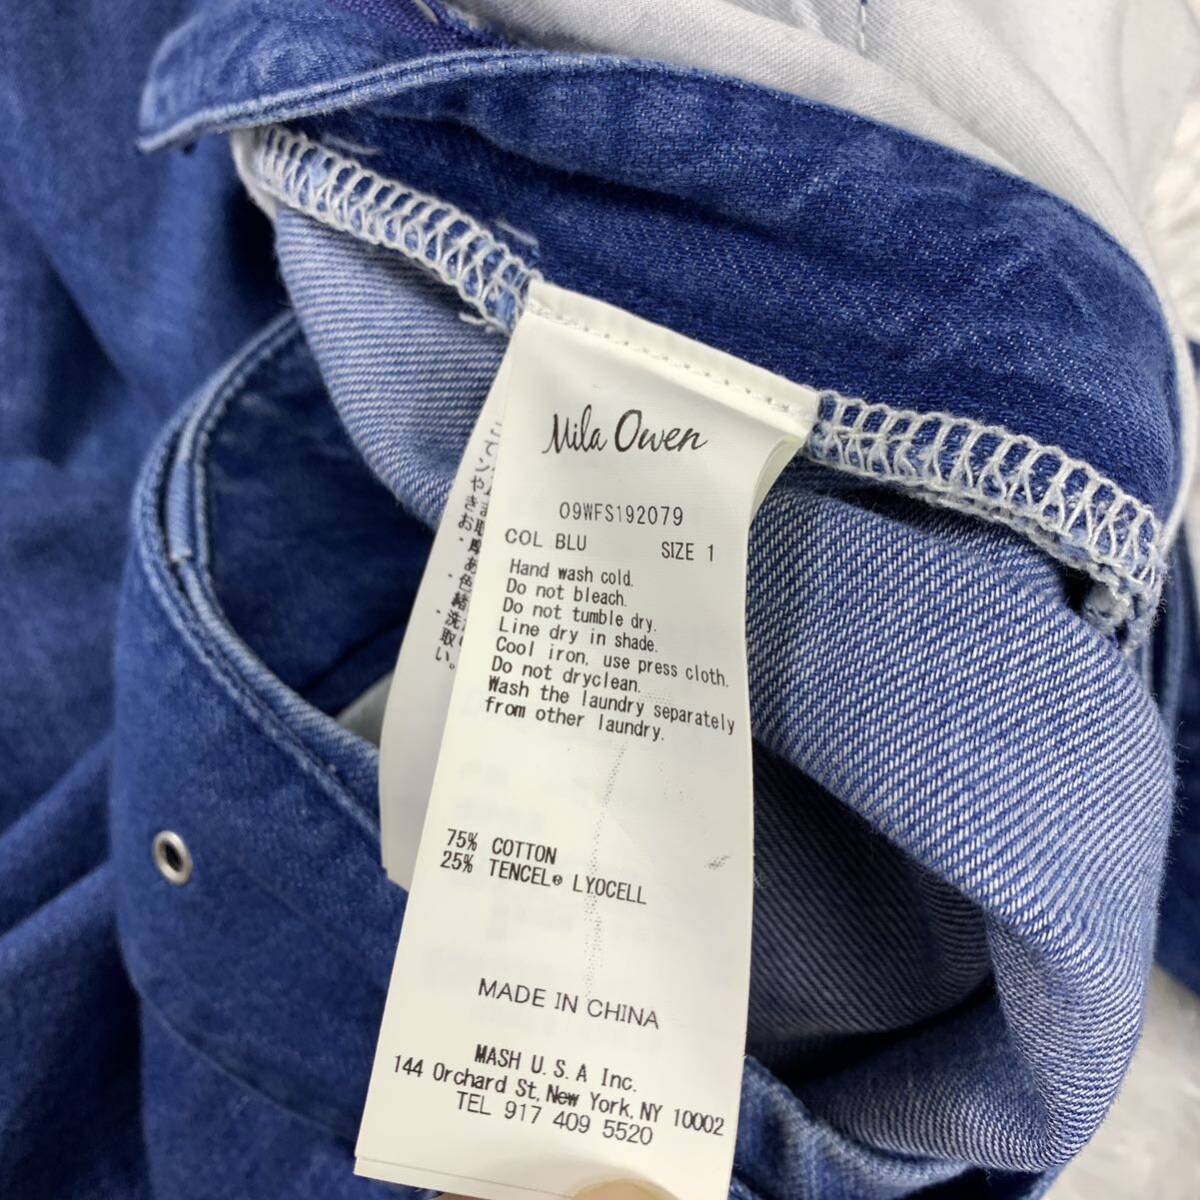 Mila Owen
09WFS192079
COL BLU SIZE 1
Hand wash cold.
Do not bleach.
Do not tumble dry.
Line dry in shade.
Cool iron, use press cloth.
Do not dryclean.
Wash the laundry separately
from other laundry.
75% COTTON
25% TENCEL® LYOCELL
MADE IN CHINA
MASH U.S.A Inc.
144 Orchard St, New York, NY 10002
TEL 917 409 5520